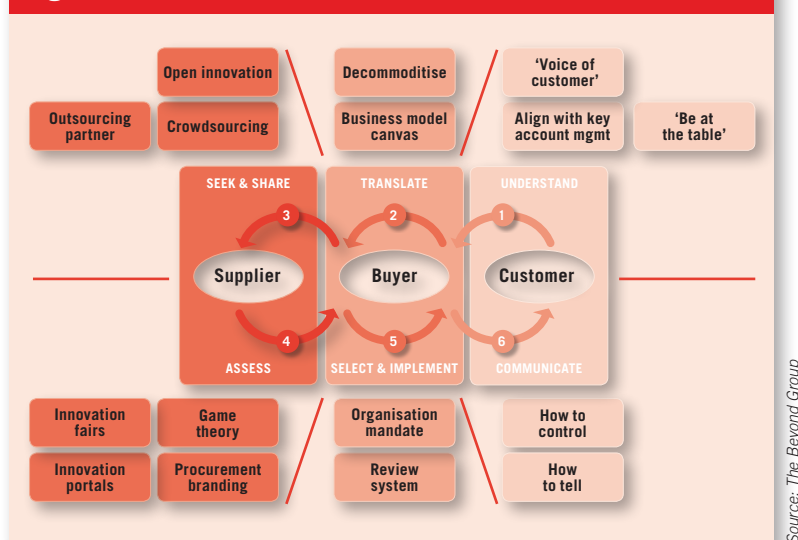 Open innovation
Decommoditise
‘Voice of
customer’
Outsourcing
partner
Crowdsourcing
Business model
canvas
Align with key
account mgmt
‘Be at
the table’
SEEK & SHARE
TRANSLATE
UNDERSTAND
3
2
1
Supplier
Buyer
Customer
4
5
6
ASSESS
SELECT & IMPLEMENT
COMMUNICATE
Innovation
fairs
Game
theory
Organisation
mandate
How to
control
Innovation
portals
Procurement
branding
Review
system
How
to tell
Source: The Beyond Group